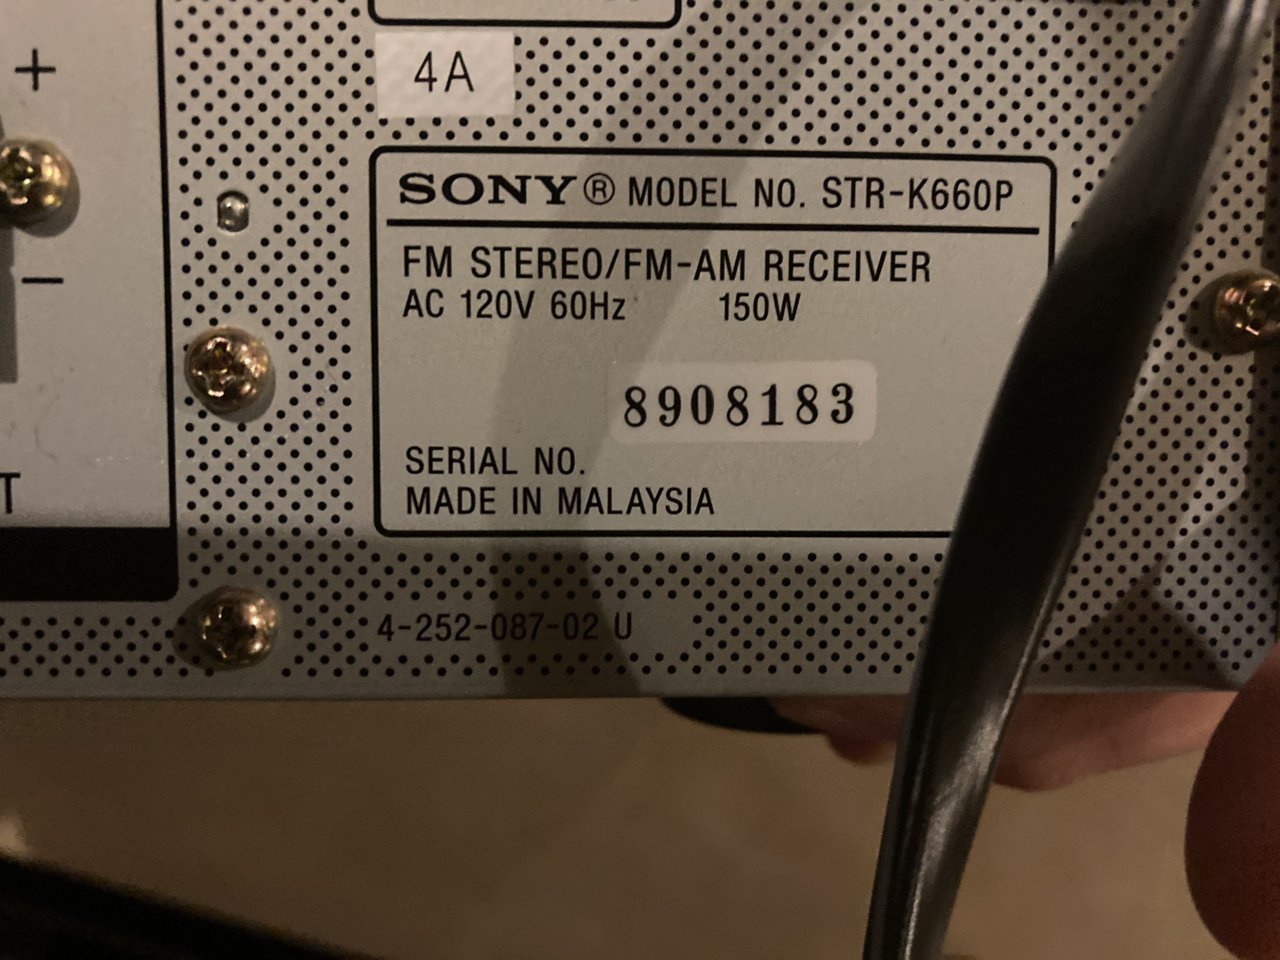 4A
+
SONY® MODEL NO. STR-K660P
−
FM STEREO/FM-AM RECEIVER
AC 120V 60Hz 150W
8908183
SERIAL NO.
MADE IN MALAYSIA
T
4-252-087-02 U